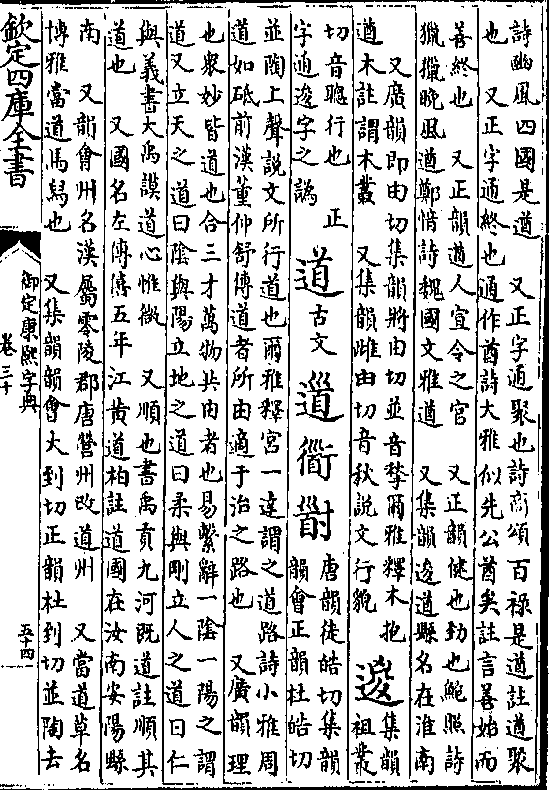 詩豳風四國是遒　又正字通聚也詩商頌百祿是遒註遒聚
也　又正字通終也通作酋詩大雅似先公酋矣註言善始而
善終也　又正韻遒人宣令之官　又正韻健也勁也鮑照詩
獵獵晚風遒鄭愔詩魏國文雅遒　又集韻逡遒縣名在淮南
又廣韻即由切集韻將由切並音揫爾雅釋木抱
遒木註謂木叢　又集韻雌由切音秋說文行貌
集韻
祖叢
切音騣行也　正
字通逡字之譌
道 古文 衜
唐韻徒皓切集韻
韻會正韻杜皓切
並陶上聲說文所行道也爾雅釋宮一達謂之道路詩小雅周
道如砥前漢董仲舒傳道者所由適于治之路也　又廣韻理
也衆妙皆道也合三才萬物共由者也易繫辭一陰一陽之謂
道又立天之道曰陰與陽立地之道曰柔與剛立人之道曰仁
與義書大禹謨道心惟微　又順也書禹貢九河既道註順其
道也　又國名左傳僖五年江黃道柏註道國在汝南安陽縣
南　又韻會州名漢屬零陵郡唐營州改道州　又當道草名
博雅當道馬舄也　又集韻韻會大到切正韻杜到切並陶去
欽定四庫全書
御定康熙字典
卷三十
五十四